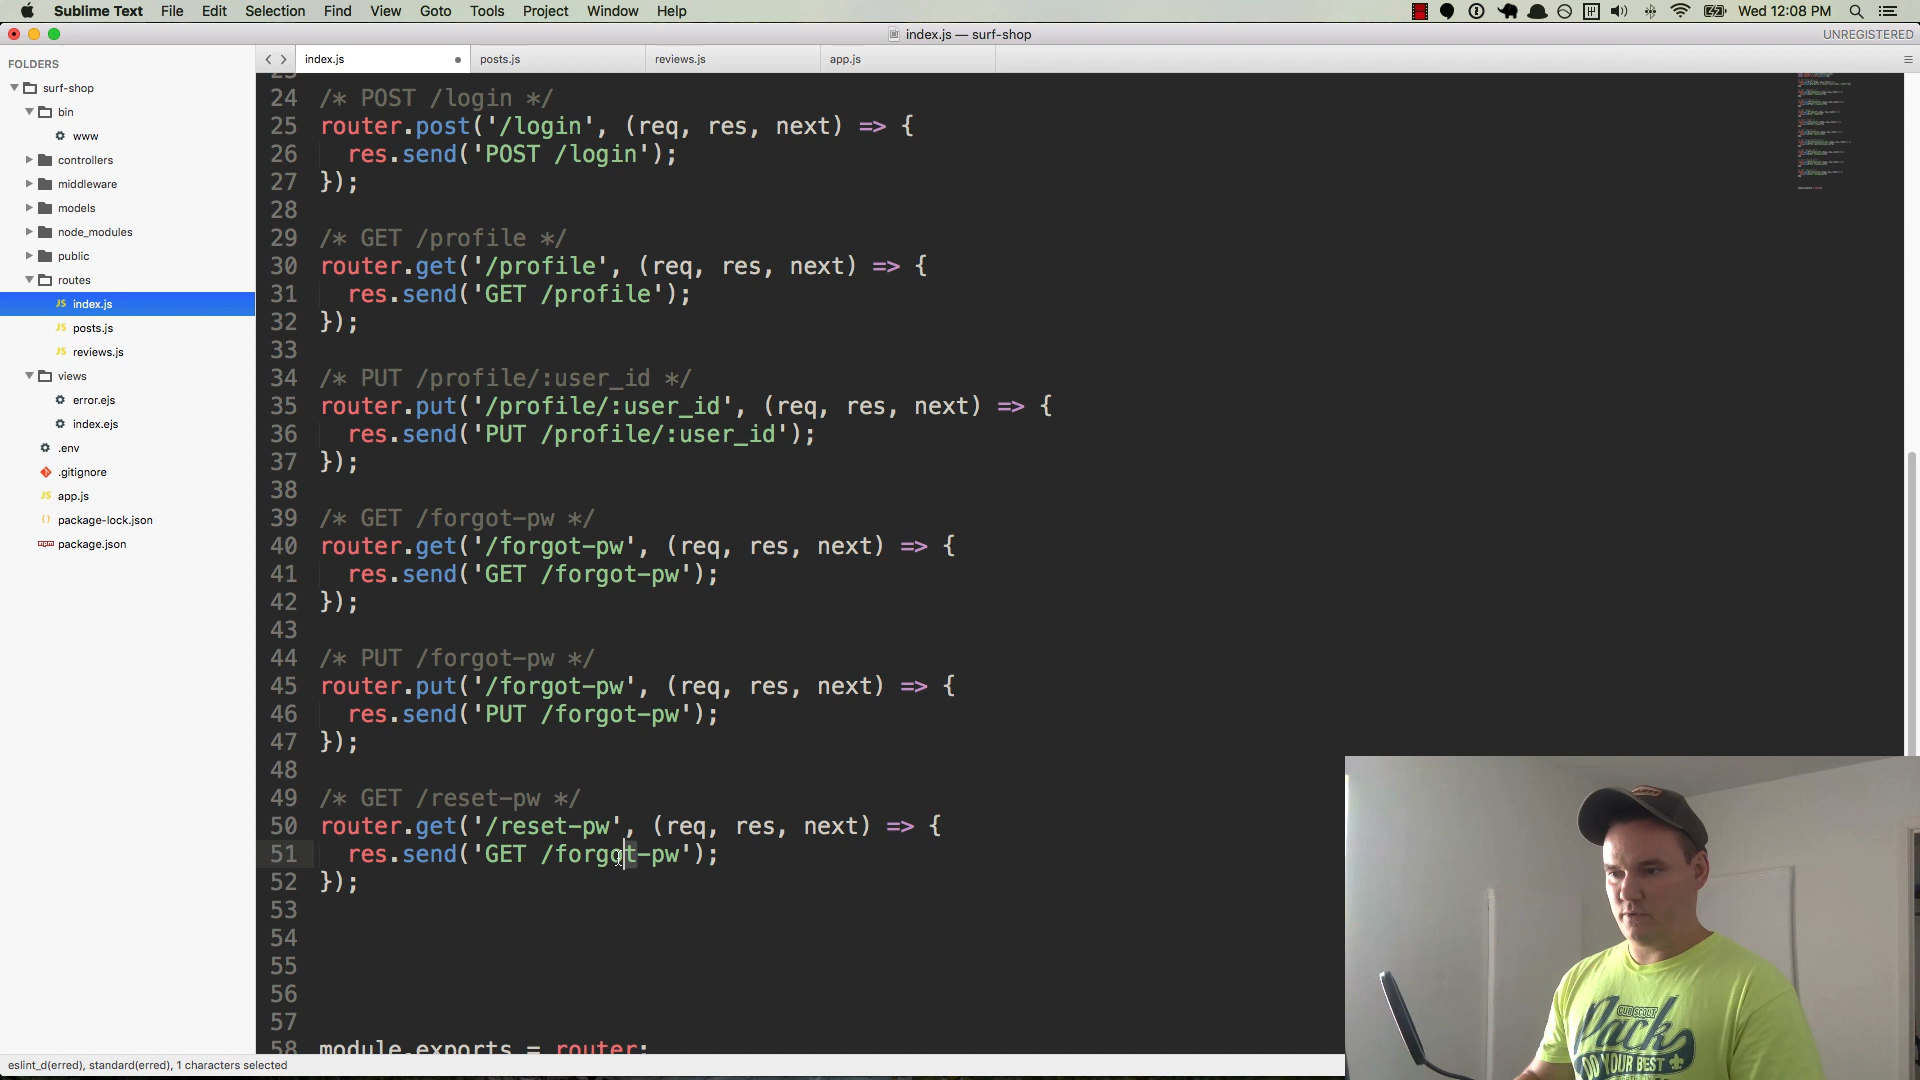 Sublime Text File Edit Selection Find View Goto Tools Project Window Help Wed 12:08 PM
index.js — surf-shop UNREGISTERED
FOLDERS
surf-shop
bin
www
controllers
middleware
models
node_modules
public
routes
index.js
posts.js
reviews.js
views
error.ejs
index.ejs
.env
.gitignore
app.js
package-lock.json
package.json
index.js posts.js reviews.js app.js
24 /* POST /login */
25 router.post('/login', (req, res, next) => {
26 res.send('POST /login');
27 });
28
29 /* GET /profile */
30 router.get('/profile', (req, res, next) => {
31 res.send('GET /profile');
32 });
33
34 /* PUT /profile/:user_id */
35 router.put('/profile/:user_id', (req, res, next) => {
36 res.send('PUT /profile/:user_id');
37 });
38
39 /* GET /forgot-pw */
40 router.get('/forgot-pw', (req, res, next) => {
41 res.send('GET /forgot-pw');
42 });
43
44 /* PUT /forgot-pw */
45 router.put('/forgot-pw', (req, res, next) => {
46 res.send('PUT /forgot-pw');
47 });
48
49 /* GET /reset-pw */
50 router.get('/reset-pw', (req, res, next) => {
51 res.send('GET /forgot-pw');
52 });
53
54
55
56
57
58 module.exports = router;
eslint_d(erred), standard(erred), 1 characters selected
CUB SCOUT
Pack
DO YOUR BEST